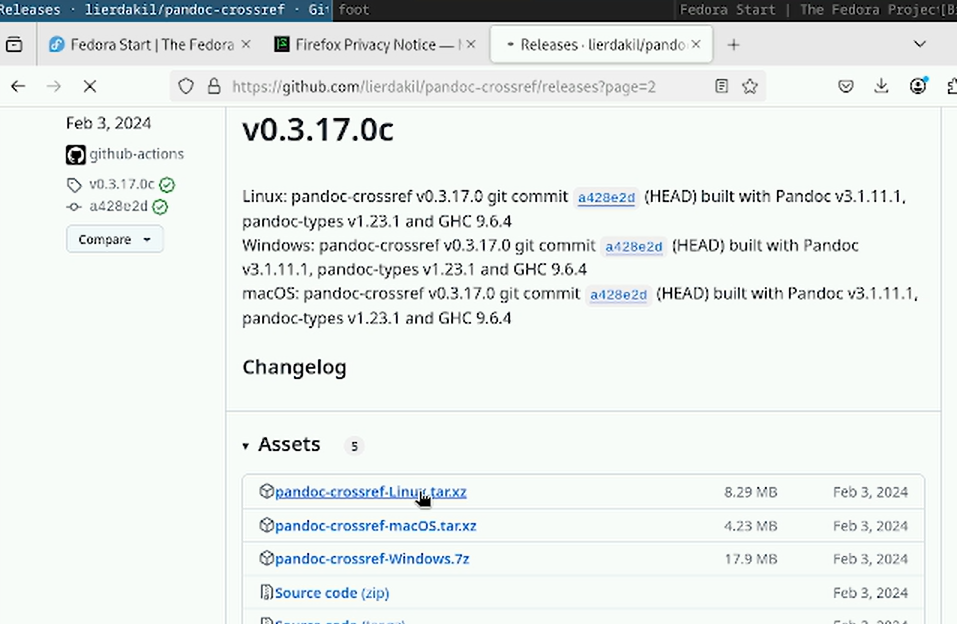 Releases · lierdakil/pandoc-crossref · Git foot Fedora Start | The Fedora Project
Fedora Start | The Fedora Firefox Privacy Notice — Releases · lierdakil/pando
https://github.com/lierdakil/pandoc-crossref/releases?page=2
Feb 3, 2024
github-actions
v0.3.17.0c
a428e2d
Compare
v0.3.17.0c
Linux: pandoc-crossref v0.3.17.0 git commit a428e2d (HEAD) built with Pandoc v3.1.11.1,
pandoc-types v1.23.1 and GHC 9.6.4
Windows: pandoc-crossref v0.3.17.0 git commit a428e2d (HEAD) built with Pandoc
v3.1.11.1, pandoc-types v1.23.1 and GHC 9.6.4
macOS: pandoc-crossref v0.3.17.0 git commit a428e2d (HEAD) built with Pandoc v3.1.11.1,
pandoc-types v1.23.1 and GHC 9.6.4
Changelog
Assets 5
pandoc-crossref-Linux.tar.xz 8.29 MB Feb 3, 2024
pandoc-crossref-macOS.tar.xz 4.23 MB Feb 3, 2024
pandoc-crossref-Windows.7z 17.9 MB Feb 3, 2024
Source code (zip) Feb 3, 2024